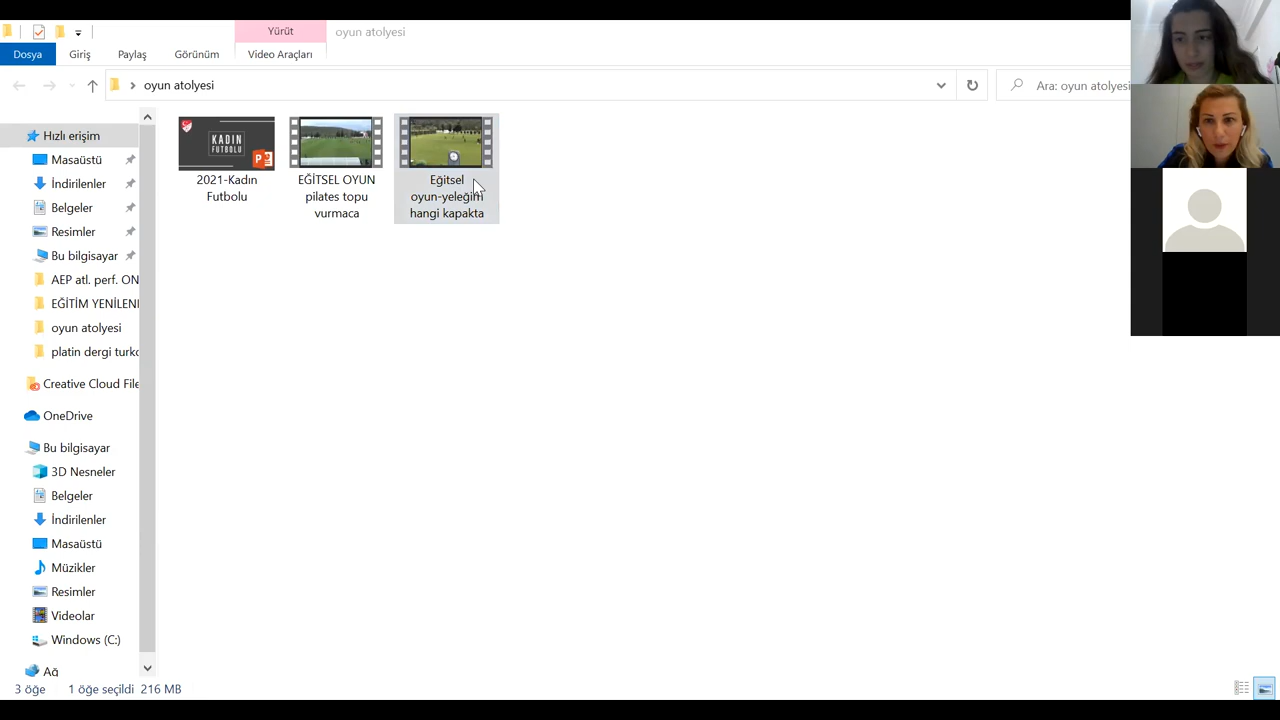 Yürüt
oyun atolyesi
Dosya
Giriş
Paylaş
Görünüm
Video Araçları
oyun atolyesi
Ara: oyun atolyesi
Hızlı erişim
Masaüstü
İndirilenler
Belgeler
Resimler
Bu bilgisayar
AEP atl. perf. ON
EĞİTİM YENİLENI
oyun atolyesi
platin dergi turkc
Creative Cloud File
OneDrive
Bu bilgisayar
3D Nesneler
Belgeler
İndirilenler
Masaüstü
Müzikler
Resimler
Videolar
Windows (C:)
Ağ
KADIN
FUTBOLU
P
2021-Kadın
Futbolu
EĞİTSEL OYUN
pilates topu
vurmaca
Eğitsel
oyun-yeleğim
hangi kapakta
3 öğe
1 öğe seçildi 216 MB